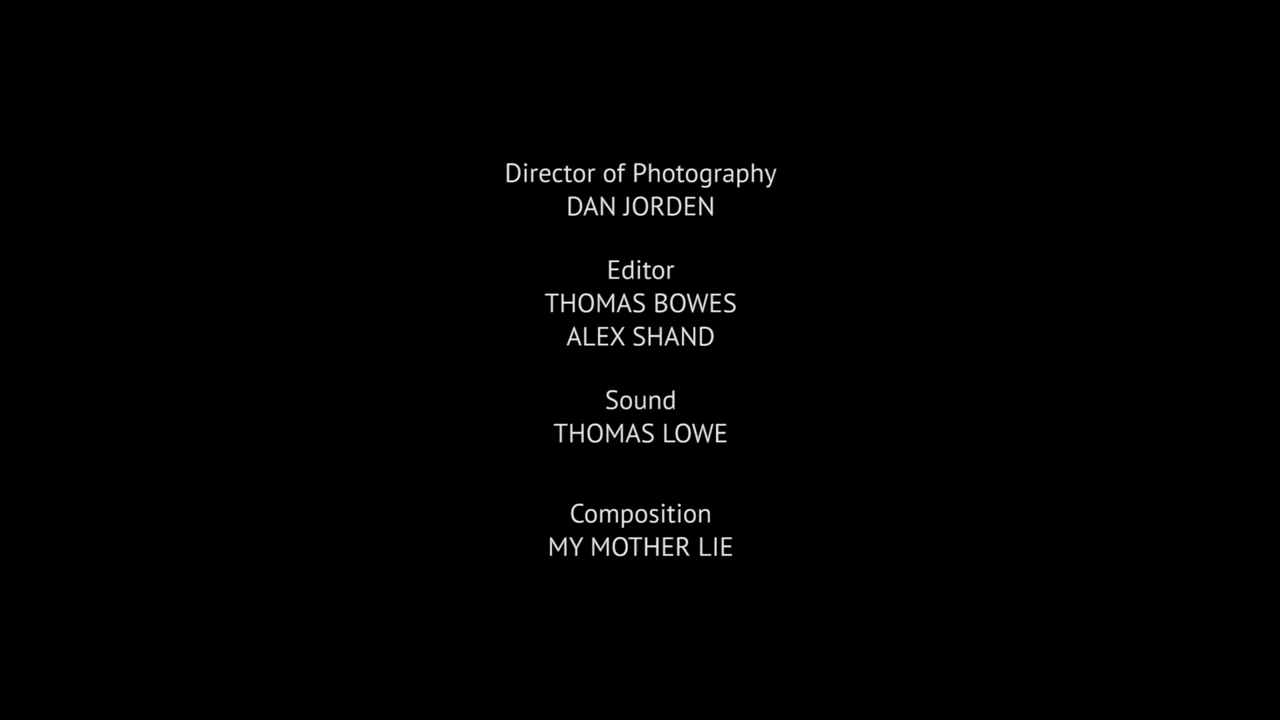 Director of Photography
DAN JORDEN
Editor
THOMAS BOWES
ALEX SHAND
Sound
THOMAS LOWE
Composition
MY MOTHER LIE